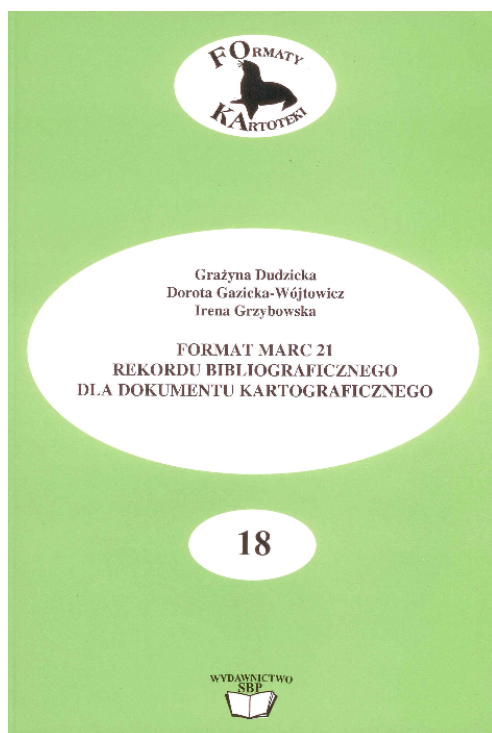 FORMATY
KARTOTEKI
Grażyna Dudzicka
Dorota Gazicka-Wójtowicz
Irena Grzybowska
FORMAT MARC 21
REKORDU BIBLIOGRAFICZNEGO
DLA DOKUMENTU KARTOGRAFICZNEGO
18
WYDAWNICTWO
SBP